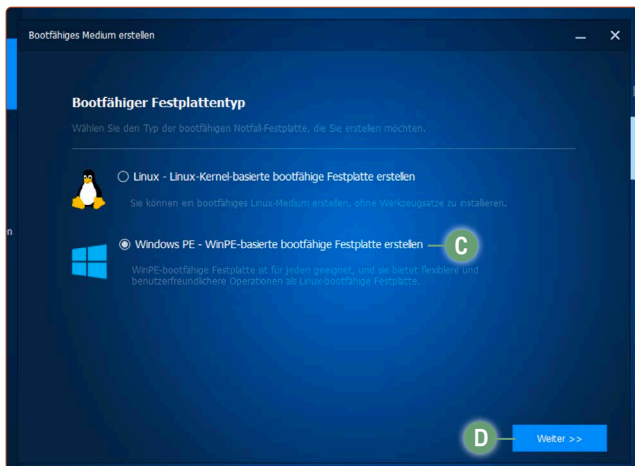 Bootfähiges Medium erstellen
Bootfähiger Festplattentyp
Wählen Sie den Typ der bootfähigen Notfall-Festplatte, die Sie erstellen möchten.
Linux - Linux-Kernel-basierte bootfähige Festplatte erstellen
Sie können ein bootfähiges Linux-Medium erstellen, ohne Werkzeugsätze zu installieren.
n
Windows PE - WinPE-basierte bootfähige Festplatte erstellen C
WinPE-bootfähige Festplatte ist für jeden geeignet, und sie bietet flexiblere und
benutzerfreundlichere Operationen als Linux-bootfähige Festplatte.
D Weiter >>